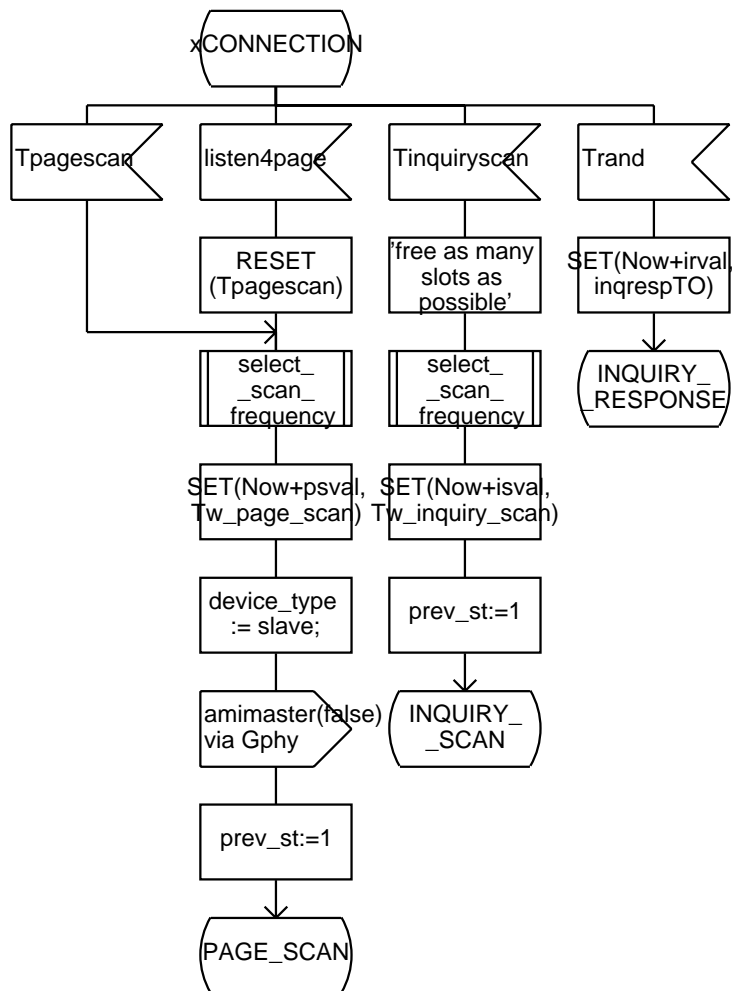 xCONNECTION
Tpagescan
listen4page
Tinquiryscan
Trand
RESET
(Tpagescan)
'free as many
slots as
possible'
SET(Now+irval,
inqrespTO)
select_
_scan_
frequency
select_
_scan_
frequency
INQUIRY_
_RESPONSE
SET(Now+psval,
Tw_page_scan)
SET(Now+isval,
Tw_inquiry_scan)
device_type
:= slave;
prev_st:=1
amimaster(false)
via Gphy
INQUIRY_
_SCAN
prev_st:=1
PAGE_SCAN